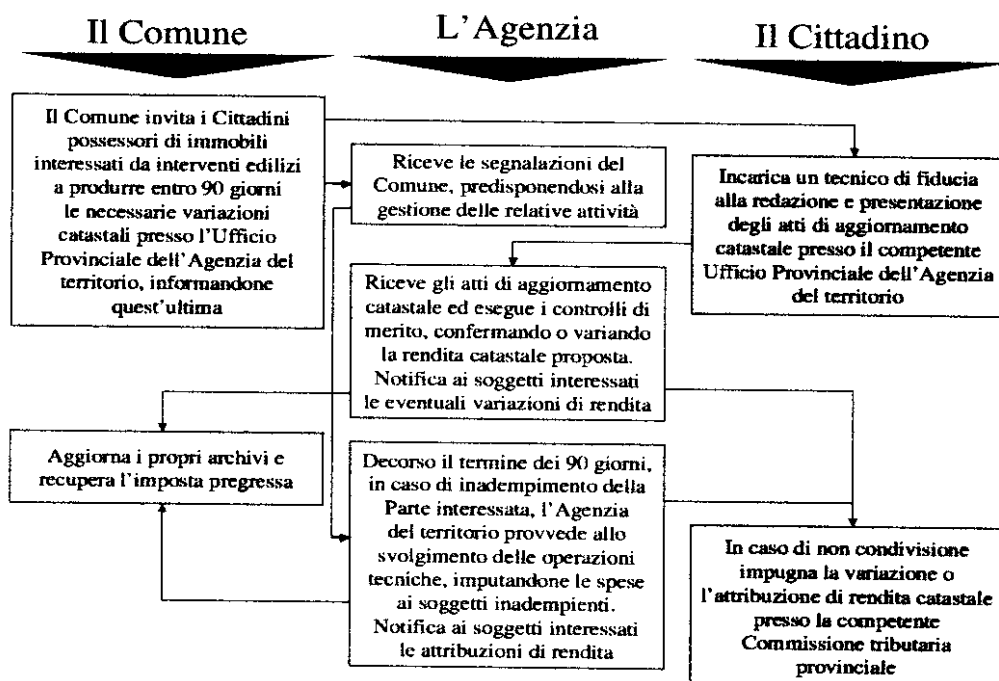 Il Comune
L'Agenzia
Il Cittadino
Il Comune invita i Cittadini
possessori di immobili
interessati da interventi edilizi
a produrre entro 90 giorni
le necessarie variazioni
catastali presso l'Ufficio
Provinciale dell'Agenzia del
territorio, informandone
quest'ultima
Riceve le segnalazioni del
Comune, predisponendosi alla
gestione delle relative attività
Incarica un tecnico di fiducia
alla redazione e presentazione
degli atti di aggiornamento
catastale presso il competente
Ufficio Provinciale dell'Agenzia
del territorio
Riceve gli atti di aggiornamento
catastale ed esegue i controlli di
merito, confermando o variando
la rendita catastale proposta.
Notifica ai soggetti interessati
le eventuali variazioni di rendita
Aggiorna i propri archivi e
recupera l'imposta pregressa
Decorso il termine dei 90 giorni,
in caso di inadempimento della
Parte interessata, l'Agenzia
del territorio provvede allo
svolgimento delle operazioni
tecniche, imputandone le spese
ai soggetti inadempienti.
Notifica ai soggetti interessati
le attribuzioni di rendita
In caso di non condivisione
impugna la variazione o
l'attribuzione di rendita catastale
presso la competente
Commissione tributaria
provinciale